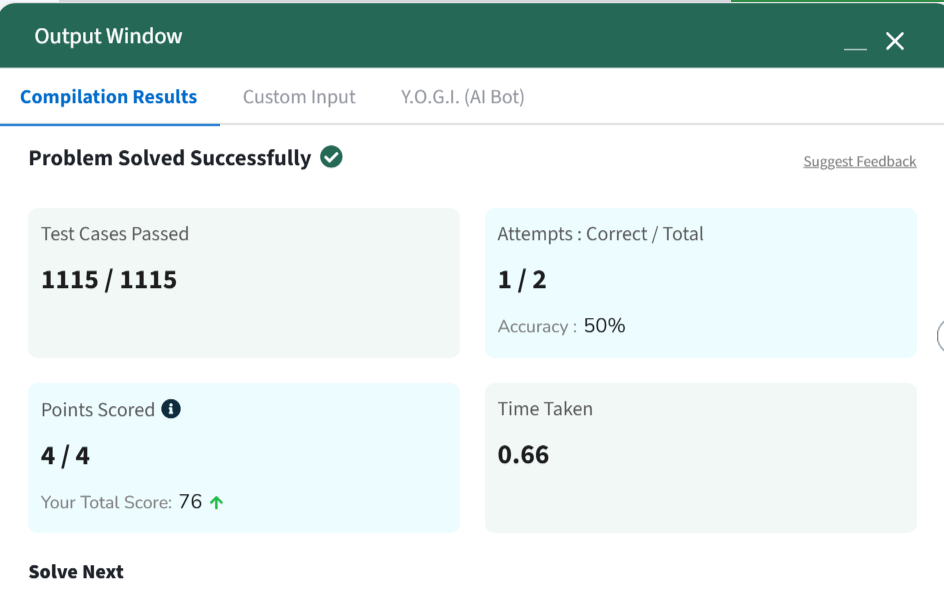 Output Window
Compilation Results
Custom Input
Y.O.G.I. (AI Bot)
Problem Solved Successfully
Suggest Feedback
Test Cases Passed
1115 / 1115
Attempts : Correct / Total
1 / 2
Accuracy : 50%
Points Scored
4 / 4
Your Total Score: 76
Time Taken
0.66
Solve Next